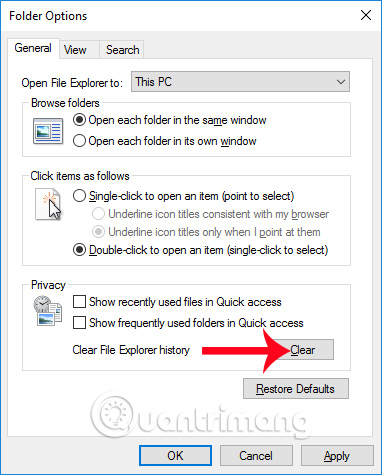 Folder Options
General View Search
Open File Explorer to: This PC
Browse folders
Open each folder in the same window
Open each folder in its own window
Click items as follows
Single-click to open an item (point to select)
Underline icon titles consistent with my browser
Underline icon titles only when I point at them
Double-click to open an item (single-click to select)
Privacy
Show recently used files in Quick access
Show frequently used folders in Quick access
Clear File Explorer history Clear
Restore Defaults
Quantrimang
OK Cancel Apply